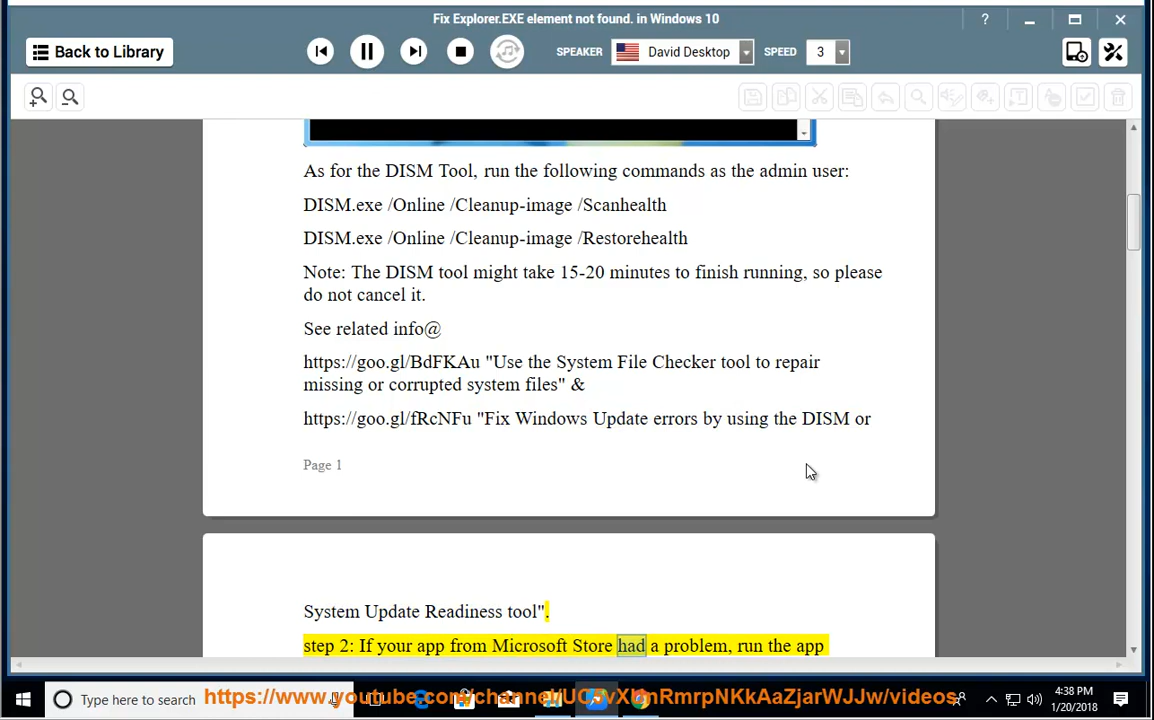 Fix Explorer.EXE element not found. in Windows 10
?
Back to Library
SPEAKER David Desktop SPEED 3
As for the DISM Tool, run the following commands as the admin user:
DISM.exe /Online /Cleanup-image /Scanhealth
DISM.exe /Online /Cleanup-image /Restorehealth
Note: The DISM tool might take 15-20 minutes to finish running, so please
do not cancel it.
See related info@
https://goo.gl/BdFKAu "Use the System File Checker tool to repair
missing or corrupted system files" &
https://goo.gl/fRcNFu "Fix Windows Update errors by using the DISM or
Page 1
System Update Readiness tool".
step 2: If your app from Microsoft Store had a problem, run the app
4:38 PM
Type here to search
1/20/2018